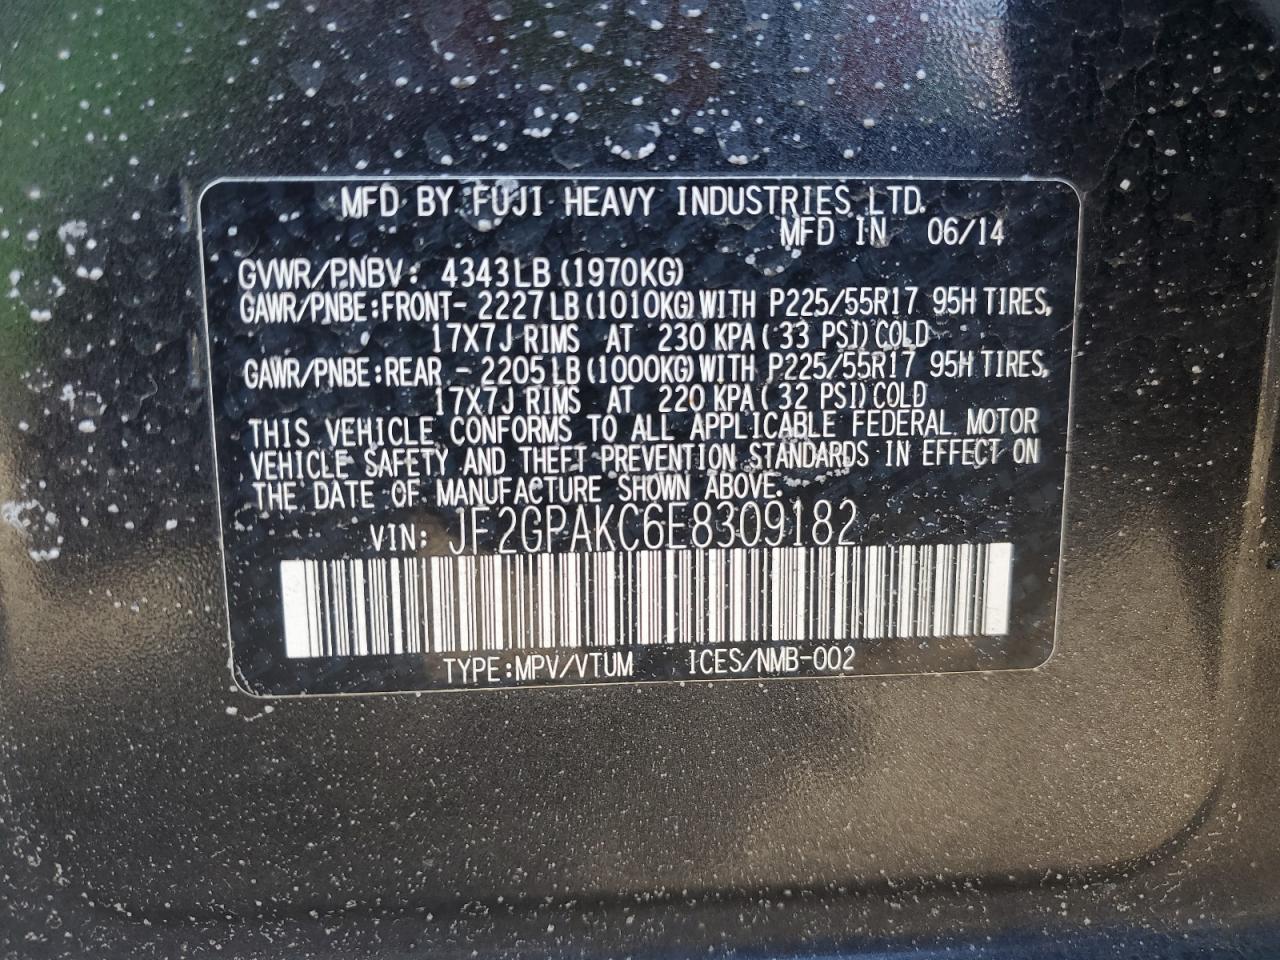 MFD BY FUJI HEAVY INDUSTRIES LTD.
MFD IN 06/14
GVWR/PNBV: 4343LB (1970KG)
GAWR/PNBE:FRONT- 2227LB (1010KG) WITH P225/55R17 95H TIRES,
17X7J RIMS AT 230 KPA (33 PSI) COLD
GAWR/PNBE:REAR - 2205LB (1000KG) WITH P225/55R17 95H TIRES,
17X7J RIMS AT 220 KPA (32 PSI) COLD
THIS VEHICLE CONFORMS TO ALL APPLICABLE FEDERAL MOTOR
VEHICLE SAFETY AND THEFT PREVENTION STANDARDS IN EFFECT ON
THE DATE OF MANUFACTURE SHOWN ABOVE.
VIN: JF2GPAKC6E8309182
TYPE:MPV/VTUM ICES/NMB-002